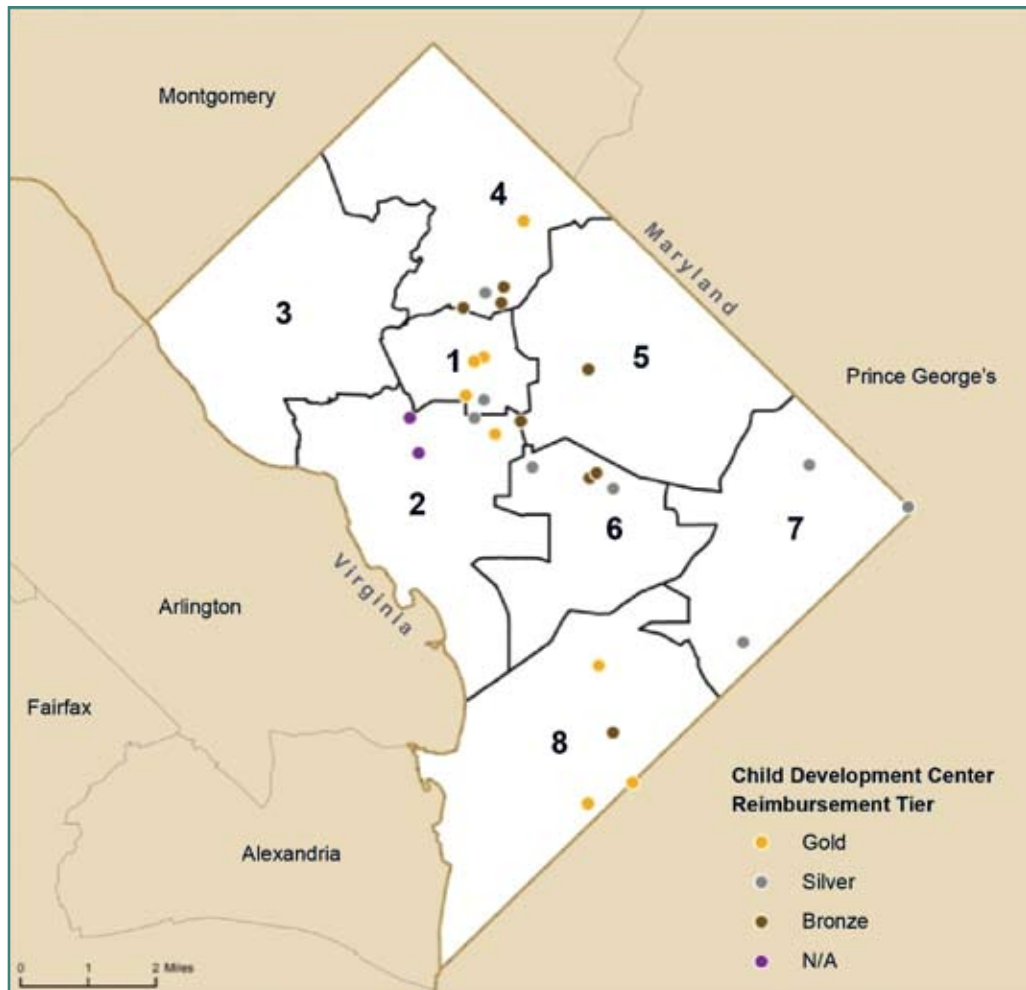 Montgomery
4
Maryland
3
1
5
Prince George's
2
6
7
Virginia
Arlington
Fairfax
8
Child Development Center
Reimbursement Tier
Gold
Silver
Bronze
N/A
Alexandria
0 1 2 Miles